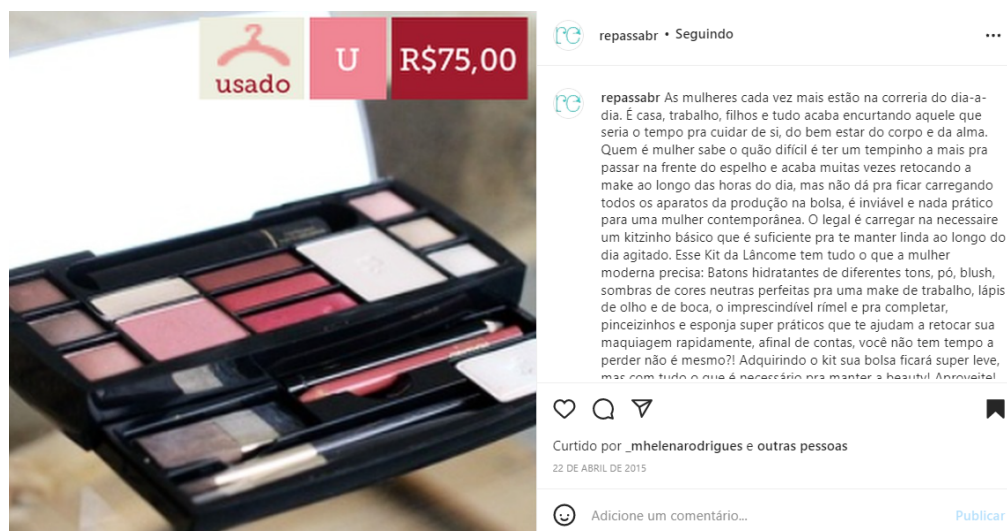 usado
U
R$75,00
repassabr • Seguindo
repassabr As mulheres cada vez mais estão na correria do dia-a-
dia. É casa, trabalho, filhos e tudo acaba encurtando aquele que
seria o tempo pra cuidar de si, do bem estar do corpo e da alma.
Quem é mulher sabe o quão difícil é ter um tempinho a mais pra
passar na frente do espelho e acaba muitas vezes retocando a
make ao longo das horas do dia, mas não dá pra ficar carregando
todos os aparatos da produção na bolsa, é inviável e nada prático
para uma mulher contemporânea. O legal é carregar na necessaire
um kitzinho básico que é suficiente pra te manter linda ao longo do
dia agitado. Esse Kit da Lâncome tem tudo o que a mulher
moderna precisa: Batons hidratantes de diferentes tons, pó, blush,
sombras de cores neutras perfeitas pra uma make de trabalho, lápis
de olho e de boca, o imprescindível rímel e pra completar,
pinceizinhos e esponja super práticos que te ajudam a retocar sua
maquiagem rapidamente, afinal de contas, você não tem tempo a
perder não é mesmo?! Adquirindo o kit sua bolsa ficará super leve,
mas com tudo o que é necessário pra manter a beauty! Aproveite!
Curtido por _mhelenarodrigues e outras pessoas
22 DE ABRIL DE 2015
Adicione um comentário...
Publicar